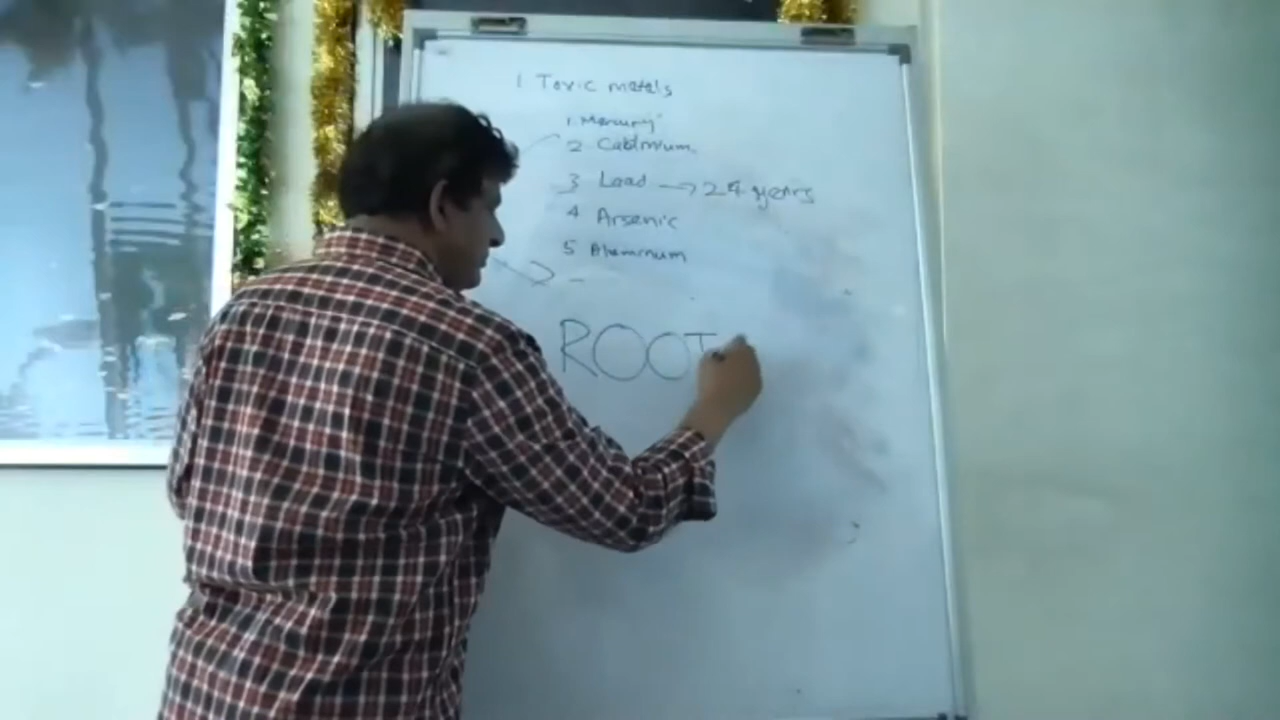 1 Toxic metals
1. Mercury
2 Cadmium
3 Lead → 24 years
4 Arsenic
5 Aluminum
-
ROOT